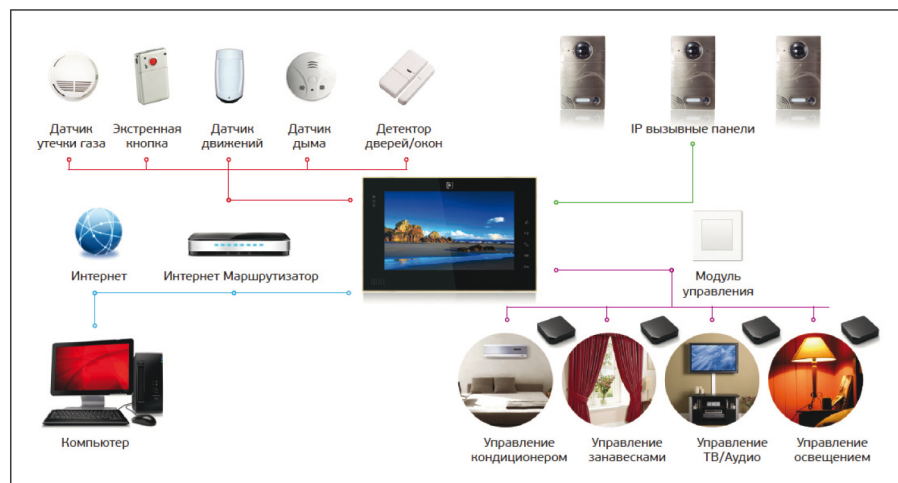 Датчик
утечки газа
Экстренная
кнопка
Датчик
движений
Датчик
дыма
Детектор
дверей/окон
IP вызывные панели
Интернет
Интернет Маршрутизатор
Модуль
управления
Компьютер
Управление
кондиционером
Управление
занавесками
Управление
ТВ/Аудио
Управление
освещением